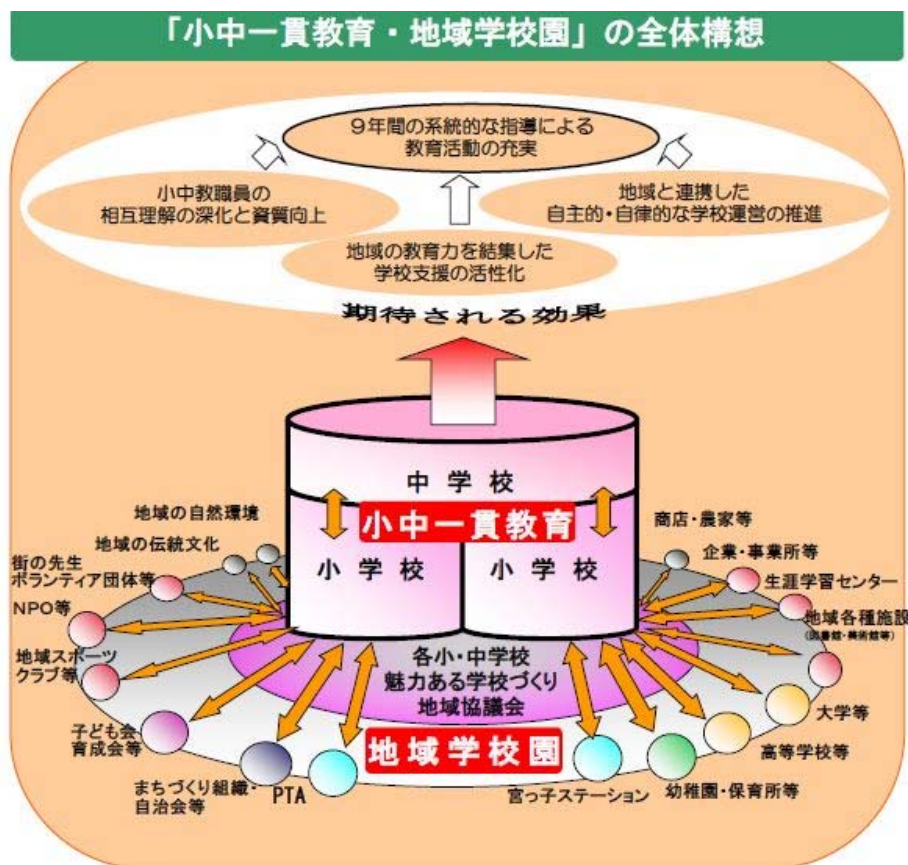 「小中一貫教育・地域学校園」の全体構想
9年間の系統的な指導による
教育活動の充実
小中教職員の
相互理解の深化と資質向上
地域と連携した
自主的・自律的な学校運営の推進
地域の教育力を結集した
学校支援の活性化
期待される効果
中学校
小中一貫教育
小学校
小学校
地域の自然環境
地域の伝統文化
街の先生
ボランティア団体等
NPO等
地域スポーツ
クラブ等
子ども会
育成会等
まちづくり組織・
自治会等
PTA
各小・中学校
魅力ある学校づくり
地域協議会
地域学校園
宮っ子ステーション
幼稚園・保育所等
高等学校等
大学等
地域各種施設
(図書館・美術館等)
生涯学習センター
企業・事業所等
商店・農家等